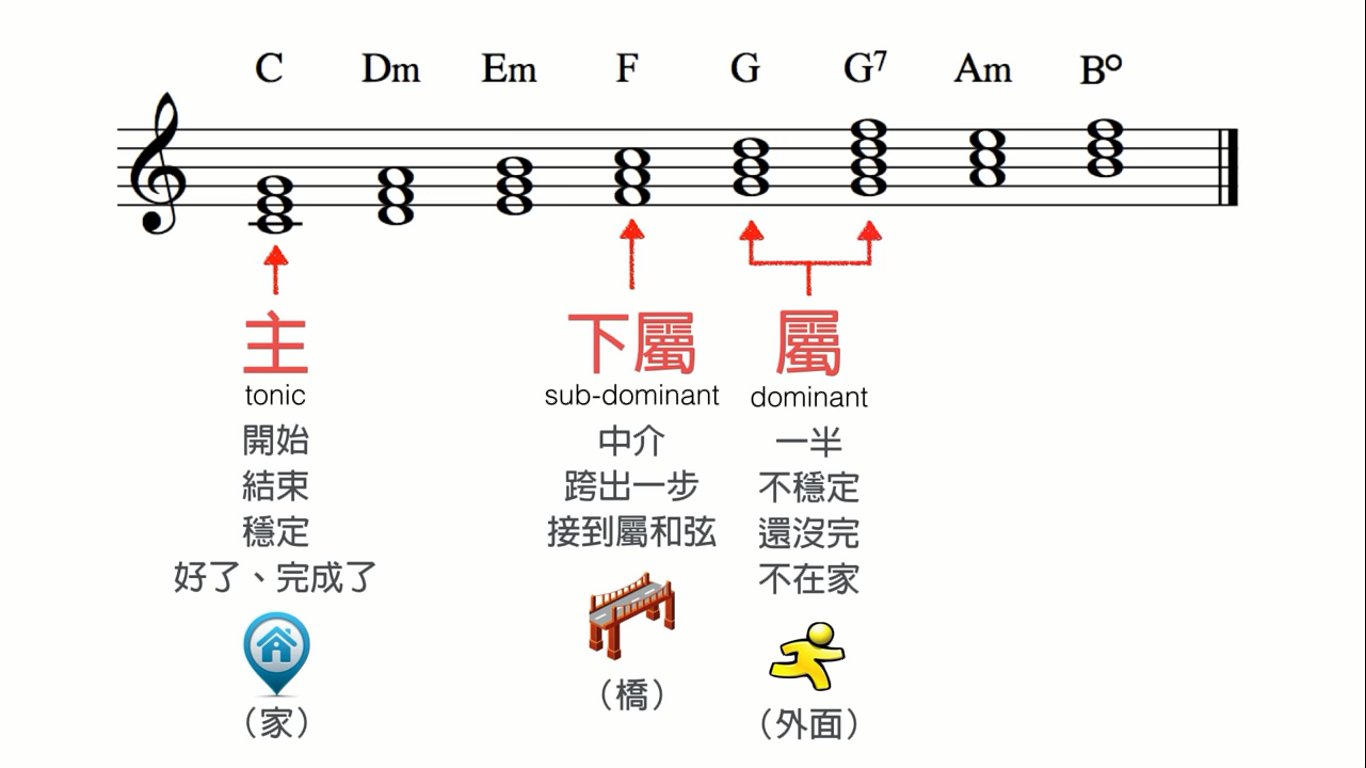 C Dm Em F G G⁷ Am B°
主
tonic
開始
結束
穩定
好了、完成了
（家）
下屬
sub-dominant
中介
跨出一步
接到屬和弦
（橋）
屬
dominant
一半
不穩定
還沒完
不在家
（外面）